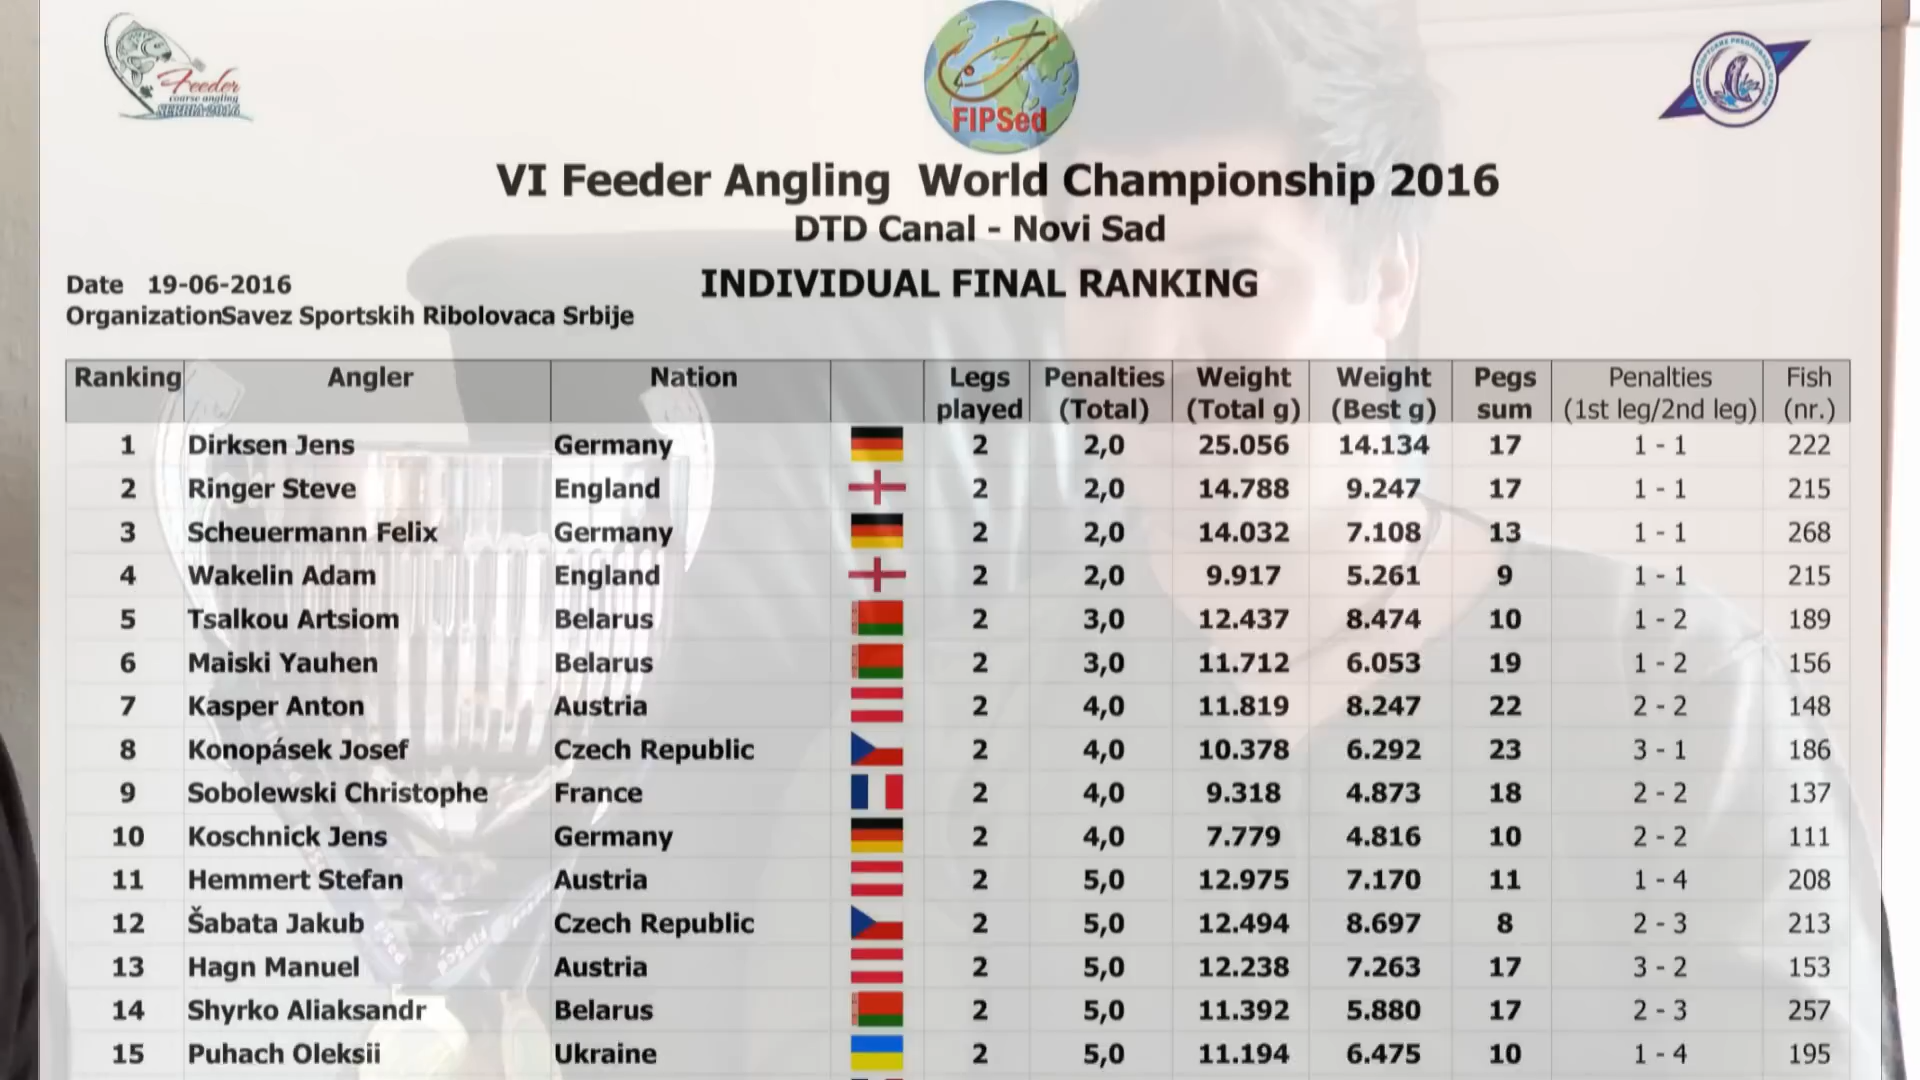 Feeder
coarse angling
SERBIA 2016
FIPSed
VI Feeder Angling World Championship 2016
DTD Canal - Novi Sad
Date 19-06-2016
INDIVIDUAL FINAL RANKING
OrganizationSavez Sportskih Ribolovaca Srbije
Ranking Angler Nation Legs played Penalties (Total) Weight (Total g) Weight (Best g) Pegs sum Penalties (1st leg/2nd leg) Fish (nr.)
1 Dirksen Jens Germany 2 2,0 25.056 14.134 17 1 - 1 222
2 Ringer Steve England 2 2,0 14.788 9.247 17 1 - 1 215
3 Scheuermann Felix Germany 2 2,0 14.032 7.108 13 1 - 1 268
4 Wakelin Adam England 2 2,0 9.917 5.261 9 1 - 1 215
5 Tsalkou Artsiom Belarus 2 3,0 12.437 8.474 10 1 - 2 189
6 Maiski Yauhen Belarus 2 3,0 11.712 6.053 19 1 - 2 156
7 Kasper Anton Austria 2 4,0 11.819 8.247 22 2 - 2 148
8 Konopásek Josef Czech Republic 2 4,0 10.378 6.292 23 3 - 1 186
9 Sobolewski Christophe France 2 4,0 9.318 4.873 18 2 - 2 137
10 Koschnick Jens Germany 2 4,0 7.779 4.816 10 2 - 2 111
11 Hemmert Stefan Austria 2 5,0 12.975 7.170 11 1 - 4 208
12 Šabata Jakub Czech Republic 2 5,0 12.494 8.697 8 2 - 3 213
13 Hagn Manuel Austria 2 5,0 12.238 7.263 17 3 - 2 153
14 Shyrko Aliaksandr Belarus 2 5,0 11.392 5.880 17 2 - 3 257
15 Puhach Oleksii Ukraine 2 5,0 11.194 6.475 10 1 - 4 195